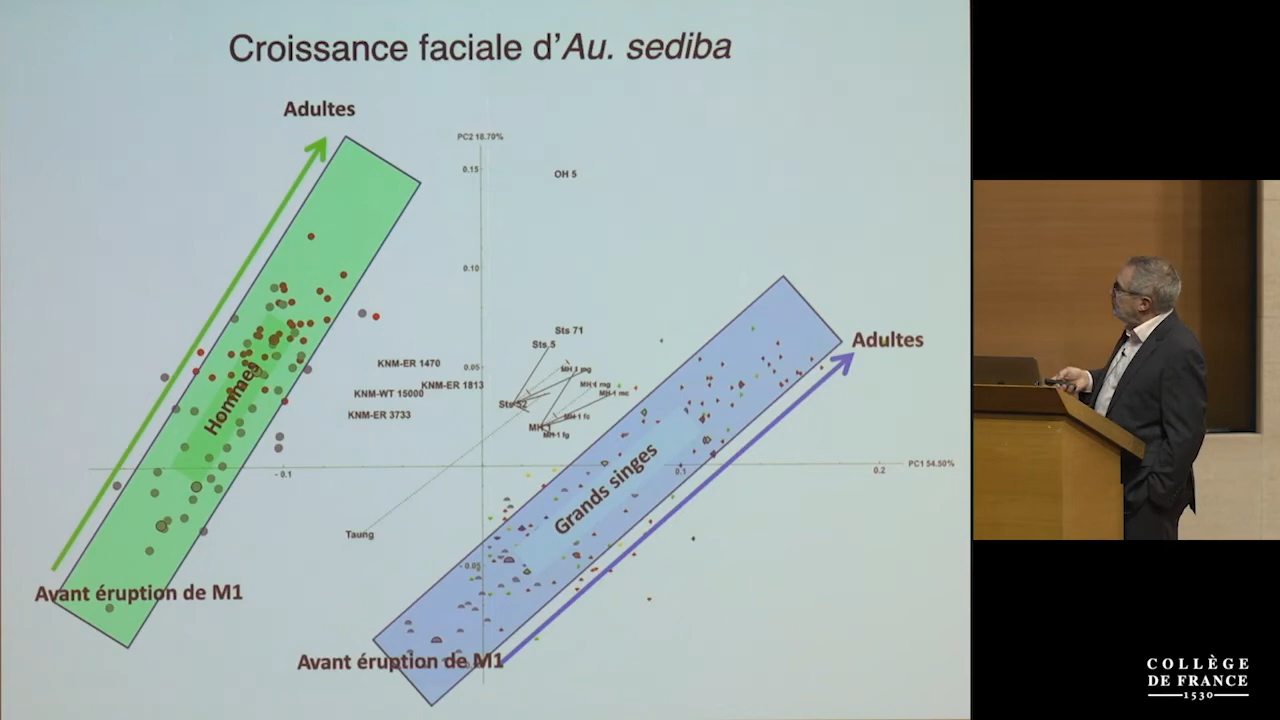 Croissance faciale d’Au. sediba
Adultes
PC2 18.70%
0.15
OH 5
0.10
Sts 71
Sts 5
Adultes
KNM-ER 1470
0.05
MH 1 mg
KNM-ER 1813
MH 1 mg
KNM-WT 15000
MH 1 mc
Sts 52
KNM-ER 3733
MH 1 fc
MH 1
MH 1 fg
Hommes
- 0.1
0.1
0.2
PC1 54.50%
Grands singes
Taung
- 0.05
Avant éruption de M1
Avant éruption de M1
COLLÈGE
DE FRANCE
1530